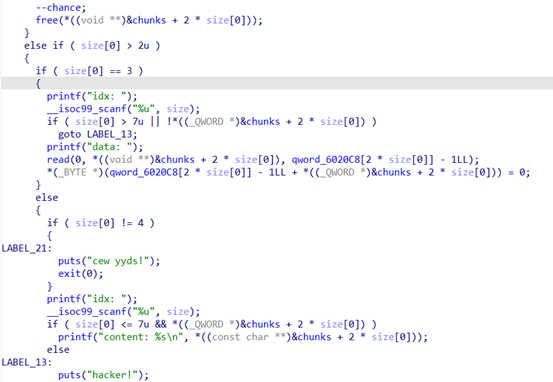 --chance;
free(*((void **)&chunks + 2 * size[0]));
}
else if ( size[0] > 2u )
{
if ( size[0] == 3 )
{
printf("idx: ");
__isoc99_scanf("%u", size);
if ( size[0] > 7u || !*((_QWORD *)&chunks + 2 * size[0]) )
goto LABEL_13;
printf("data: ");
read(0, *((void **)&chunks + 2 * size[0]), qword_6020C8[2 * size[0]] - 1LL);
*(_BYTE *)(qword_6020C8[2 * size[0]] - 1LL + *((_QWORD *)&chunks + 2 * size[0])) = 0;
}
else
{
if ( size[0] != 4 )
{
LABEL_21:
puts("cew yyds!");
exit(0);
}
printf("idx: ");
__isoc99_scanf("%u", size);
if ( size[0] <= 7u && *((_QWORD *)&chunks + 2 * size[0]) )
printf("content: %s\n", *((const char **)&chunks + 2 * size[0]));
else
LABEL_13:
puts("hacker!");